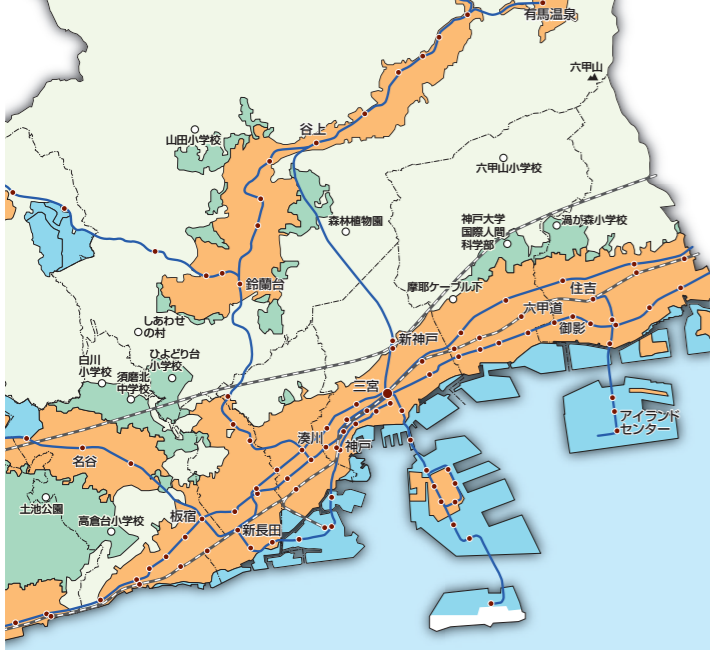 有馬温泉
六甲山
谷上
山田小学校
六甲山小学校
森林植物園
神戸大学
国際人間
科学部
渦が森小学校
鈴蘭台
摩耶ケーブル下
住吉
六甲道
御影
しあわせ
の村
新神戸
白川
小学校
ひよどり台
小学校
須磨北
中学校
三宮
アイランド
センター
湊川
神戸
名谷
土池公園
高倉台小学校
板宿
新長田